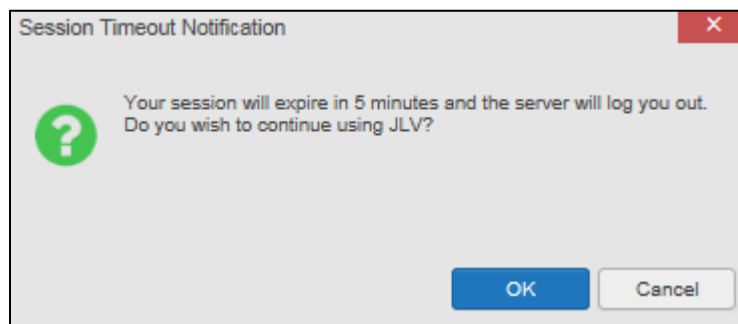 Session Timeout Notification
Your session will expire in 5 minutes and the server will log you out.
Do you wish to continue using JLV?
OK
Cancel